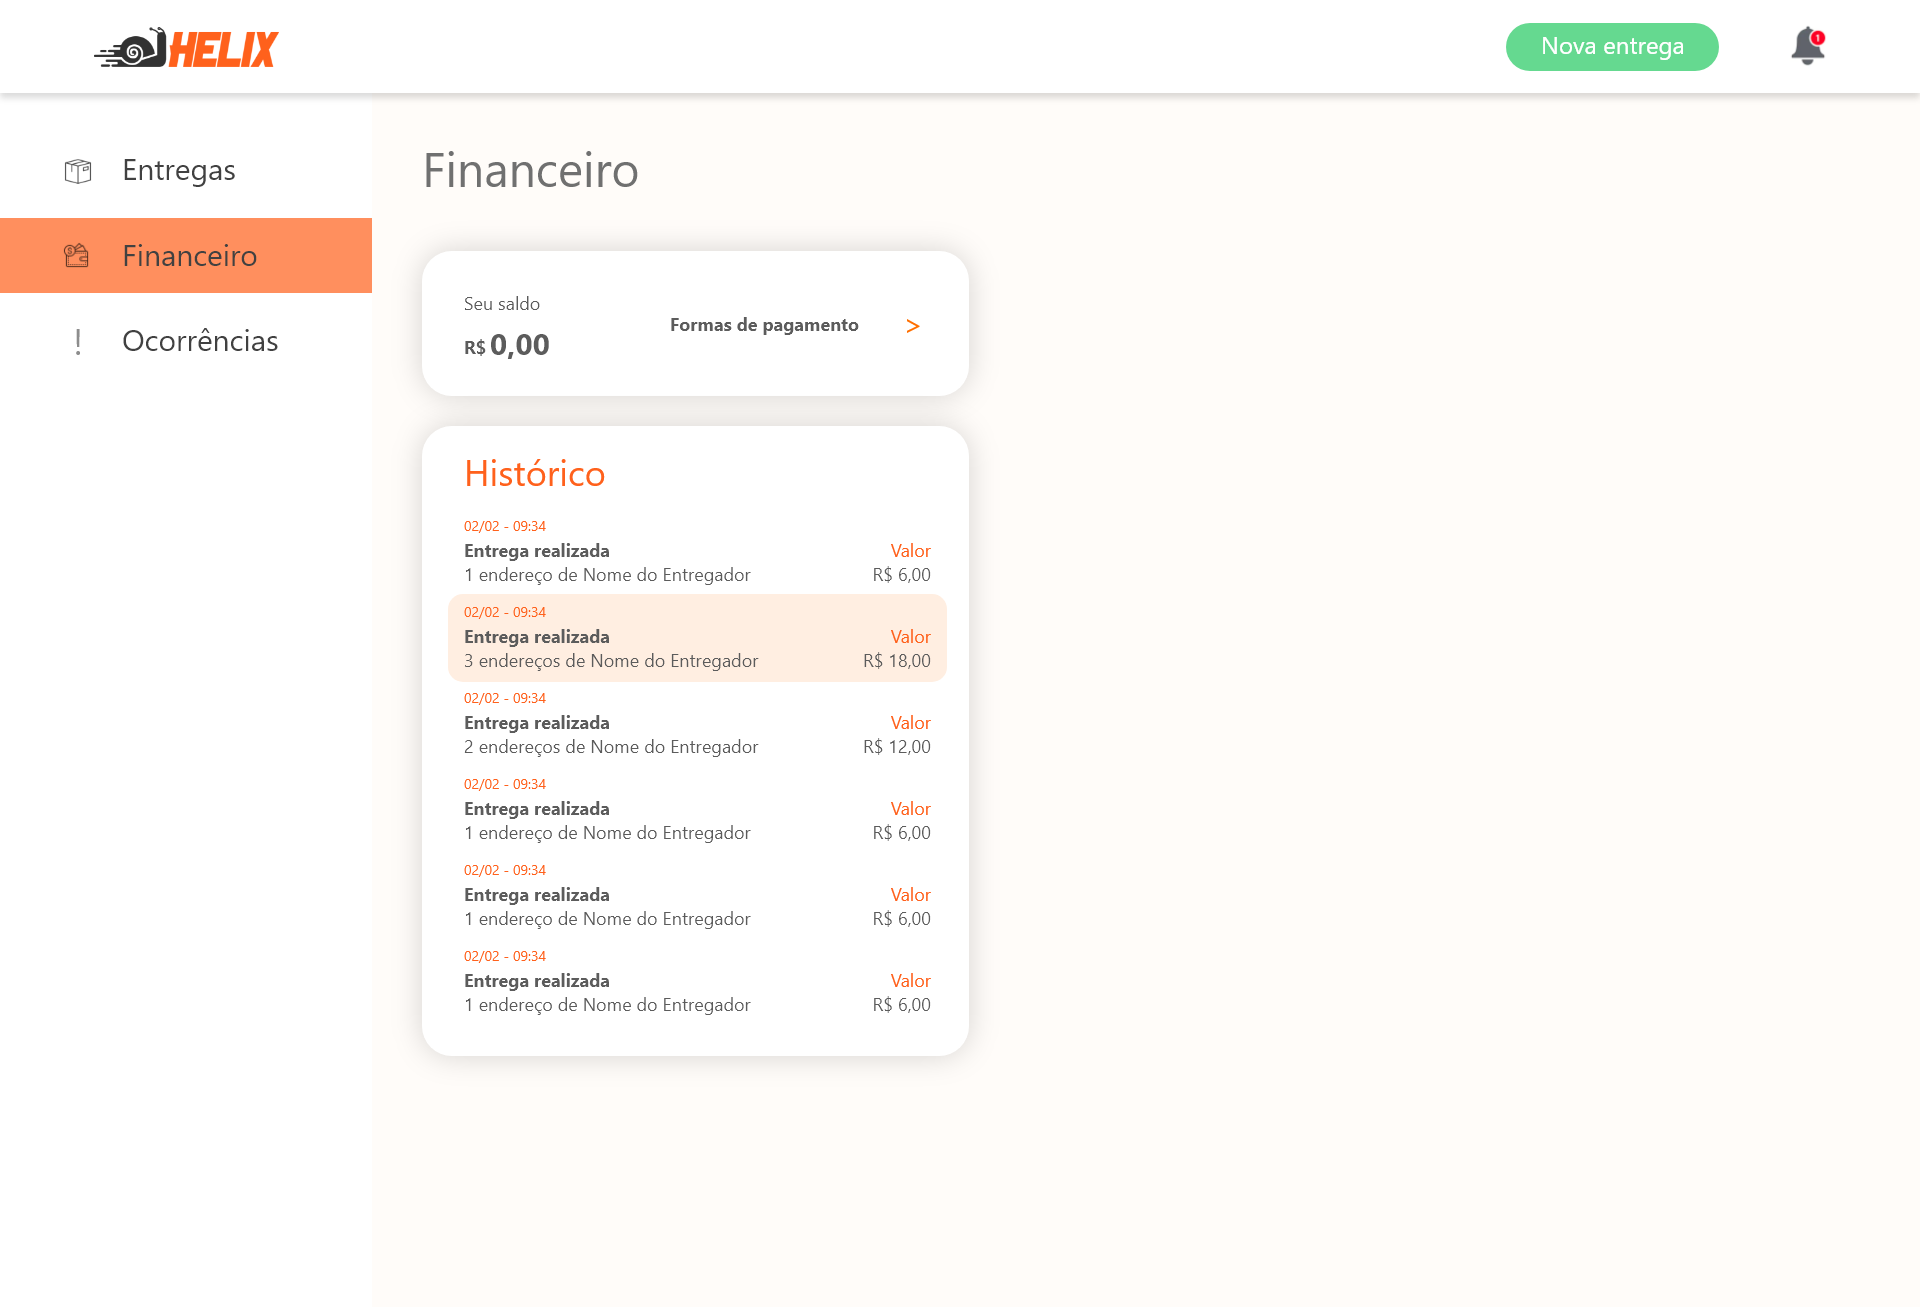 HELIX
Nova entrega
1
Entregas
Financeiro
Ocorrências
Financeiro
Seu saldo
R$ 0,00
Formas de pagamento >
Histórico
02/02 - 09:34
Entrega realizada Valor
1 endereço de Nome do Entregador R$ 6,00
02/02 - 09:34
Entrega realizada Valor
3 endereços de Nome do Entregador R$ 18,00
02/02 - 09:34
Entrega realizada Valor
2 endereços de Nome do Entregador R$ 12,00
02/02 - 09:34
Entrega realizada Valor
1 endereço de Nome do Entregador R$ 6,00
02/02 - 09:34
Entrega realizada Valor
1 endereço de Nome do Entregador R$ 6,00
02/02 - 09:34
Entrega realizada Valor
1 endereço de Nome do Entregador R$ 6,00